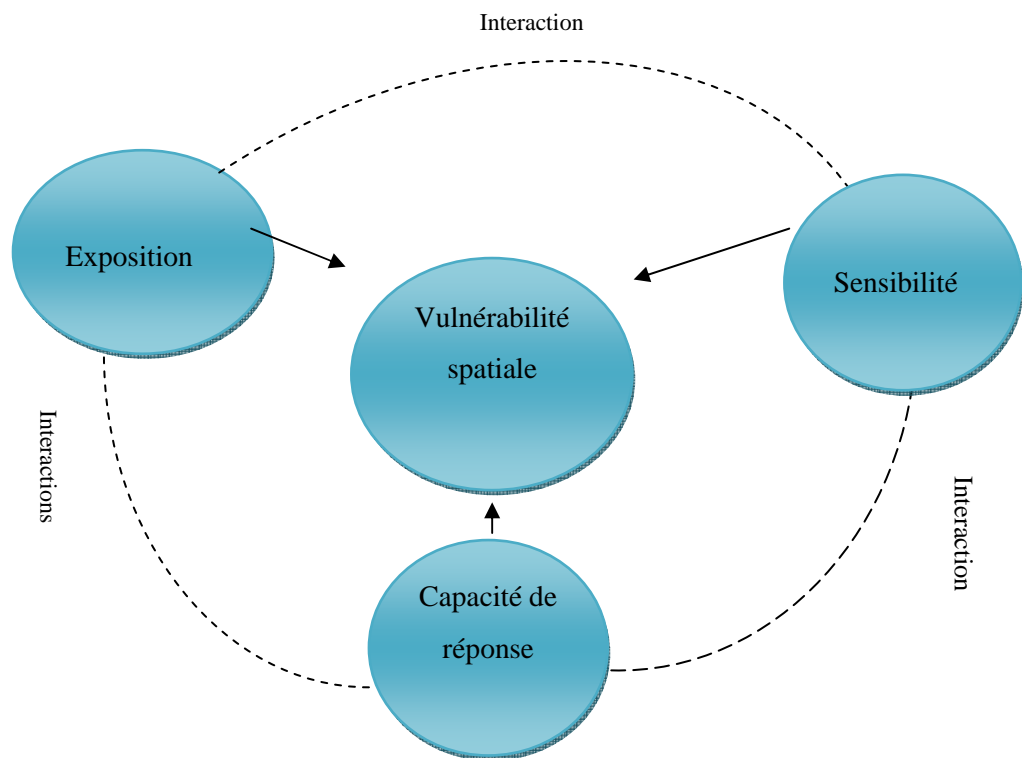 Interaction
Exposition
Sensibilité
Vulnérabilité
spatiale
Interactions
Interaction
Capacité de
réponse